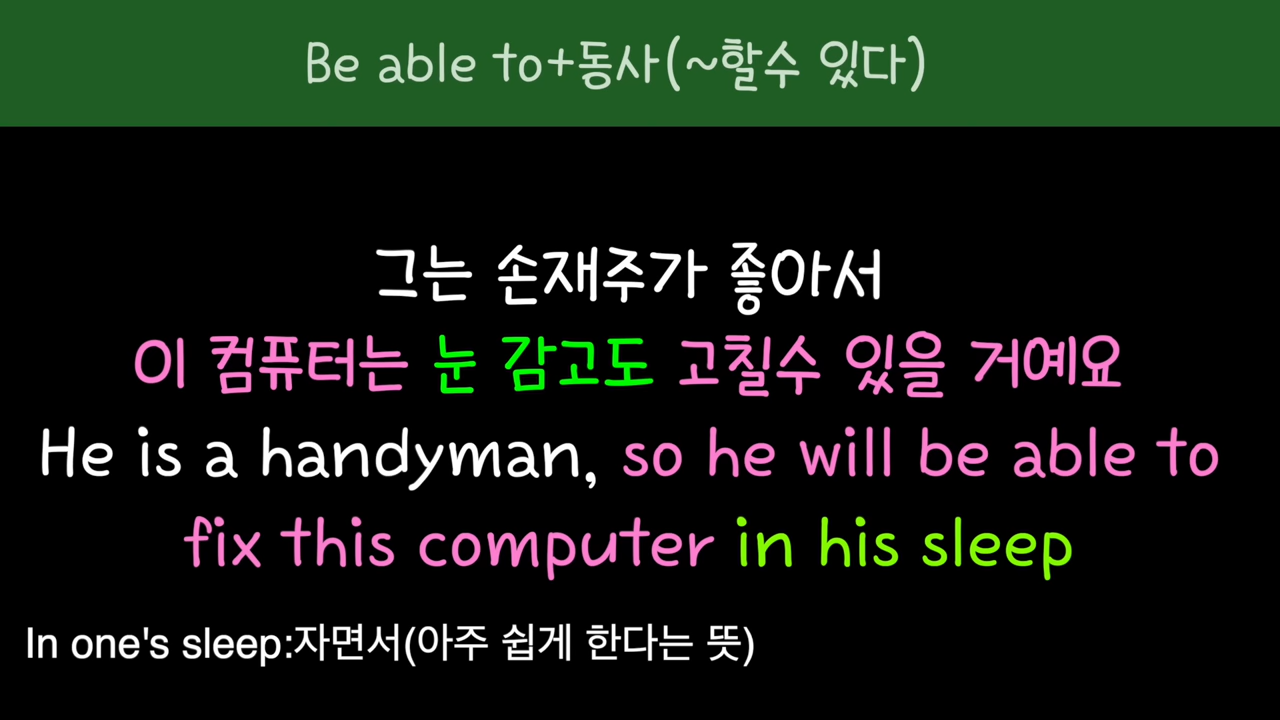 Be able to+동사(~할수 있다)
그는 손재주가 좋아서
이 컴퓨터는 눈 감고도 고칠수 있을 거예요
He is a handyman, so he will be able to
fix this computer in his sleep
In one's sleep:자면서(아주 쉽게 한다는 뜻)